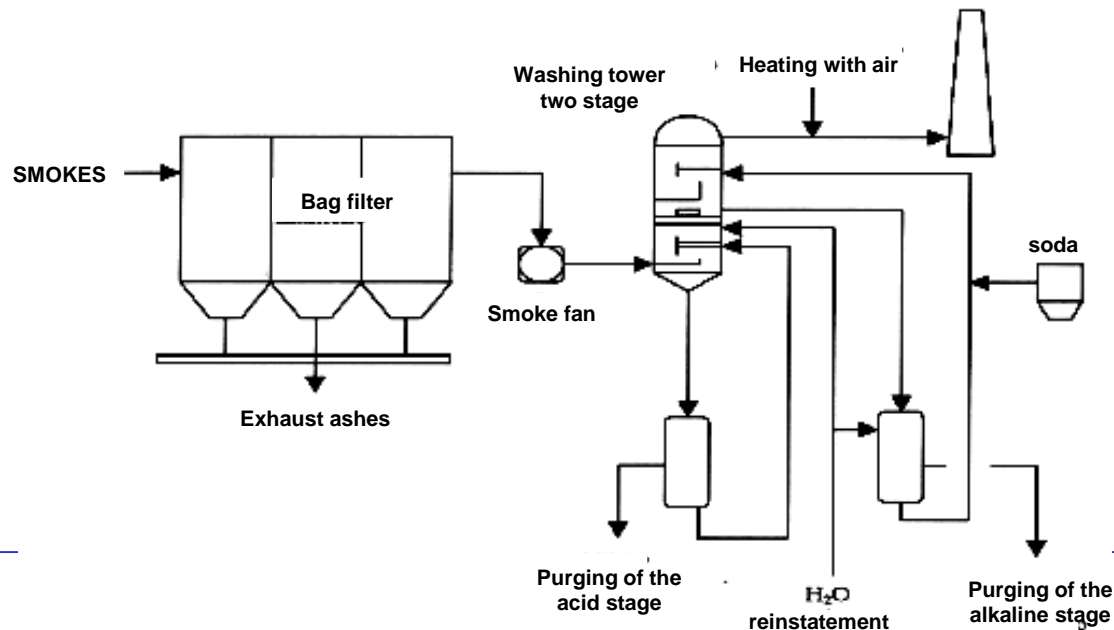 Washing tower
two stage
Heating with air
SMOKES
Bag filter
soda
Smoke fan
Exhaust ashes
Purging of the
acid stage
H₂O
reinstatement
Purging of the
alkaline stage